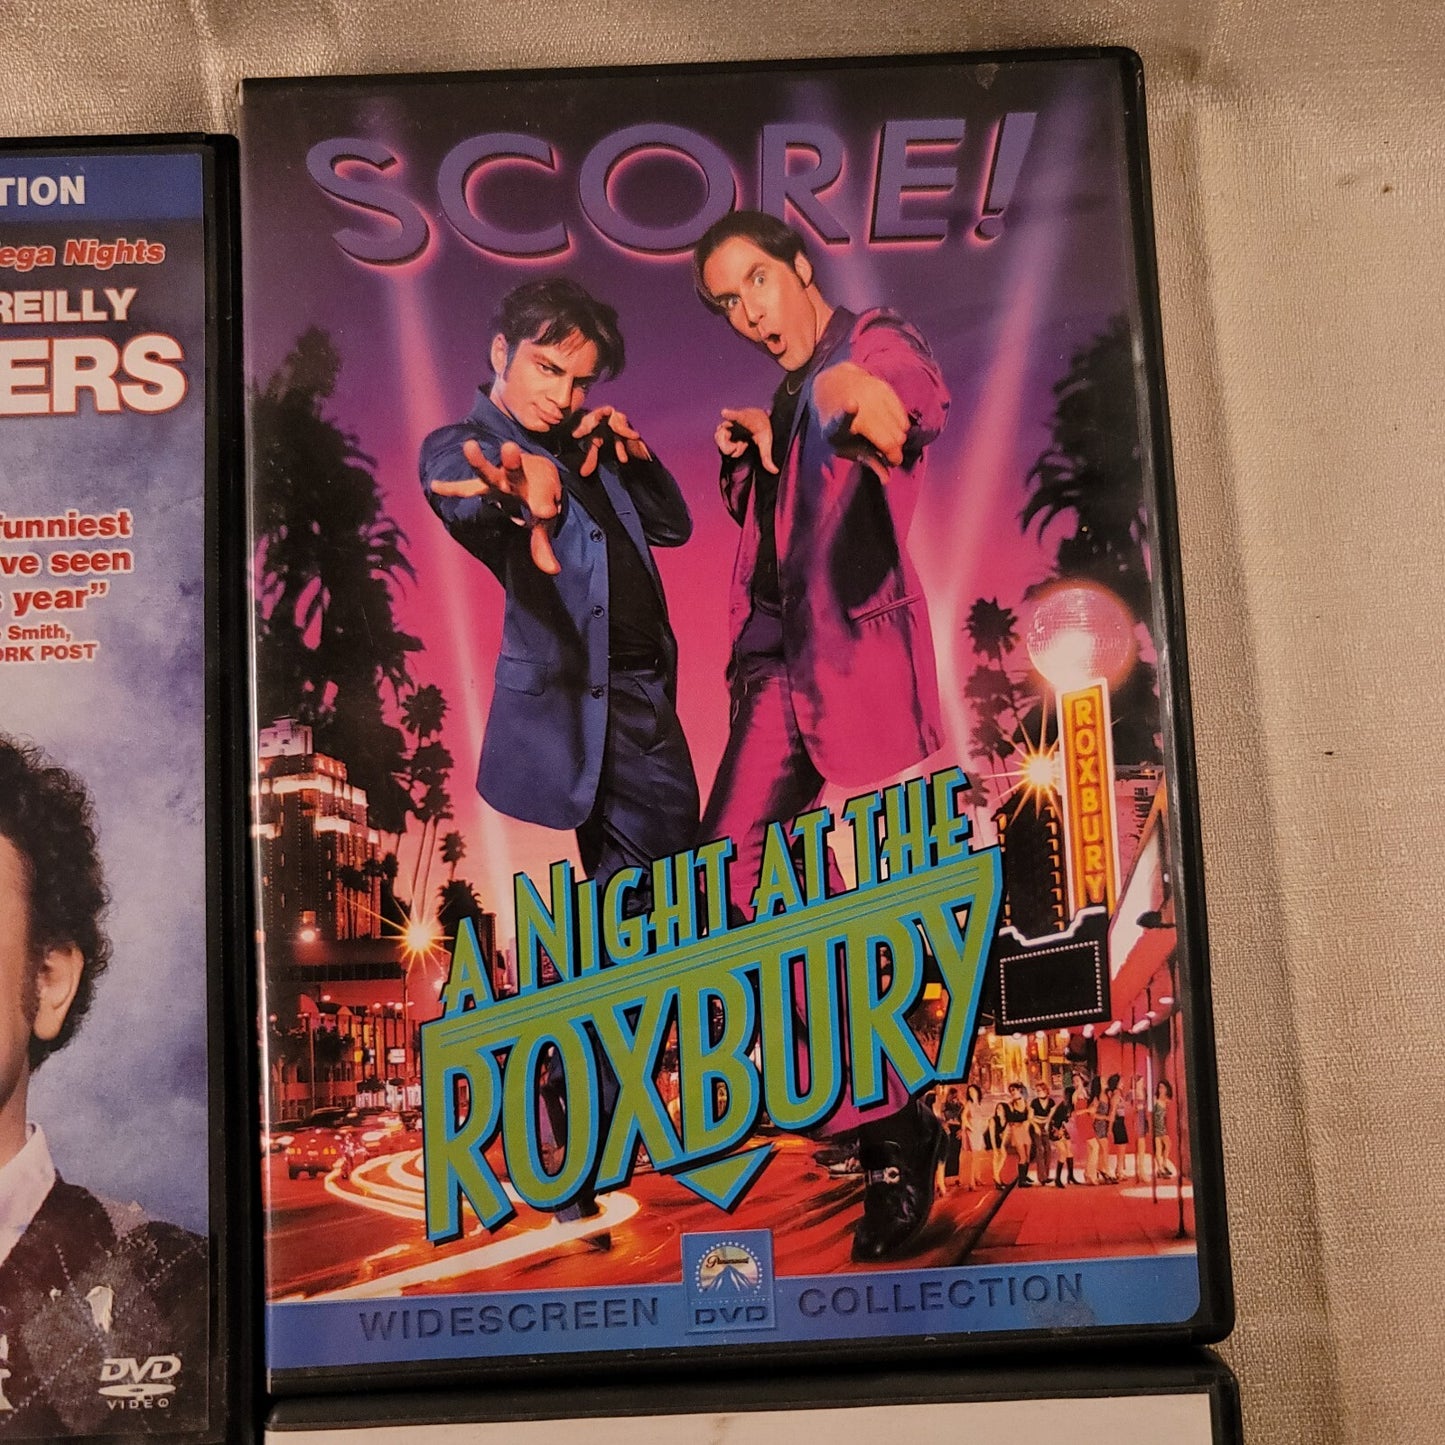 TION
ega Nights
REILLY
ERS
funniest
ve seen
year”
Smith,
ORK POST
DVD
VIDEO
SCORE!
ROXBURY
A NIGHT AT THE
ROXBURY
Paramount
WIDESCREEN DVD COLLECTION